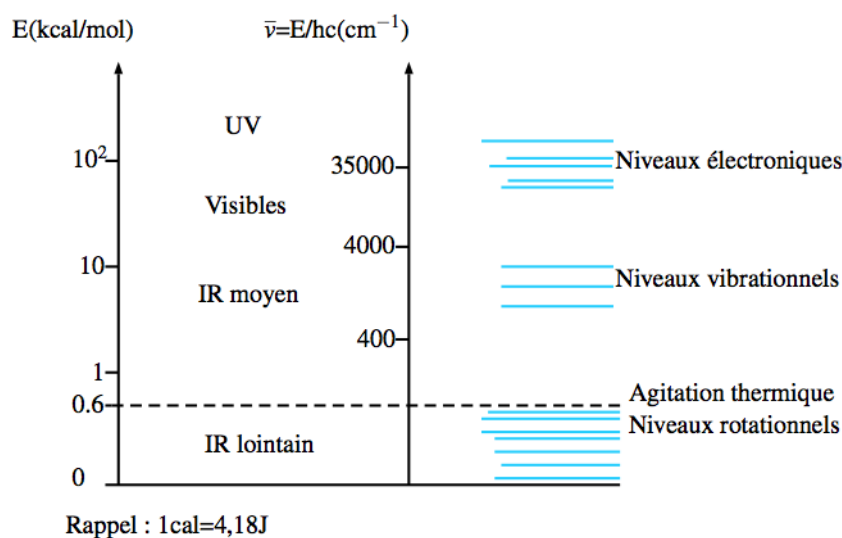 E(kcal/mol)
ν̄=E/hc(cm⁻¹)
UV
10²
35000
Niveaux électroniques
Visibles
4000
10
IR moyen
Niveaux vibrationnels
400
1
0.6
Agitation thermique
Niveaux rotationnels
IR lointain
0
Rappel : 1cal=4,18J